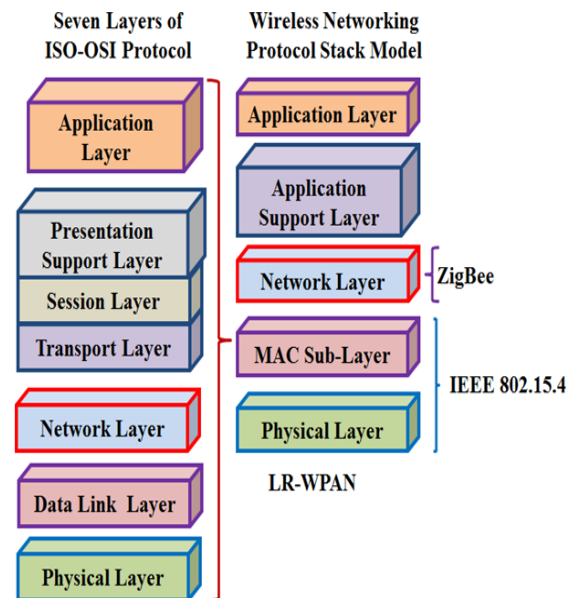 Seven Layers of
ISO-OSI Protocol
Application
Layer
Presentation
Support Layer
Session Layer
Transport Layer
Network Layer
Data Link Layer
Physical Layer
Wireless Networking
Protocol Stack Model
Application Layer
Application
Support Layer
Network Layer
ZigBee
MAC Sub-Layer
IEEE 802.15.4
Physical Layer
LR-WPAN